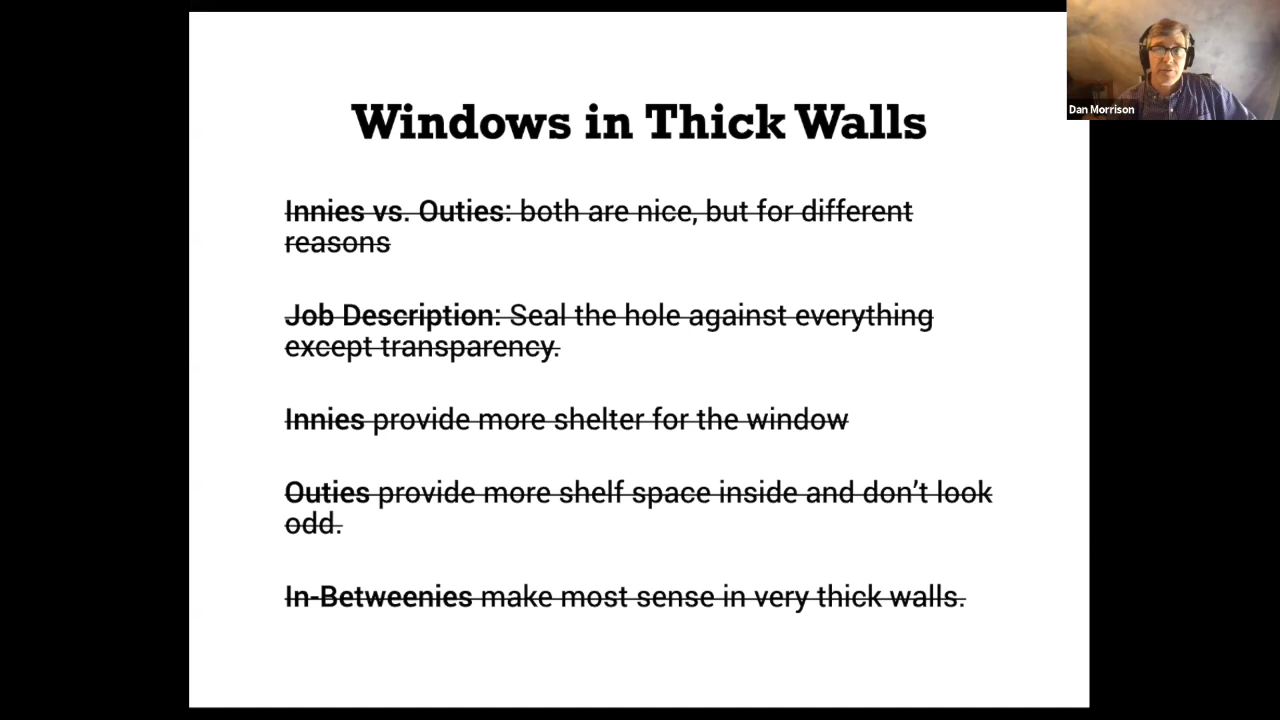 Windows in Thick Walls
Dan Morrison
Innies vs. Outies: both are nice, but for different
reasons
Job Description: Seal the hole against everything
except transparency.
Innies provide more shelter for the window
Outies provide more shelf space inside and don’t look
odd.
In-Betweenies make most sense in very thick walls.